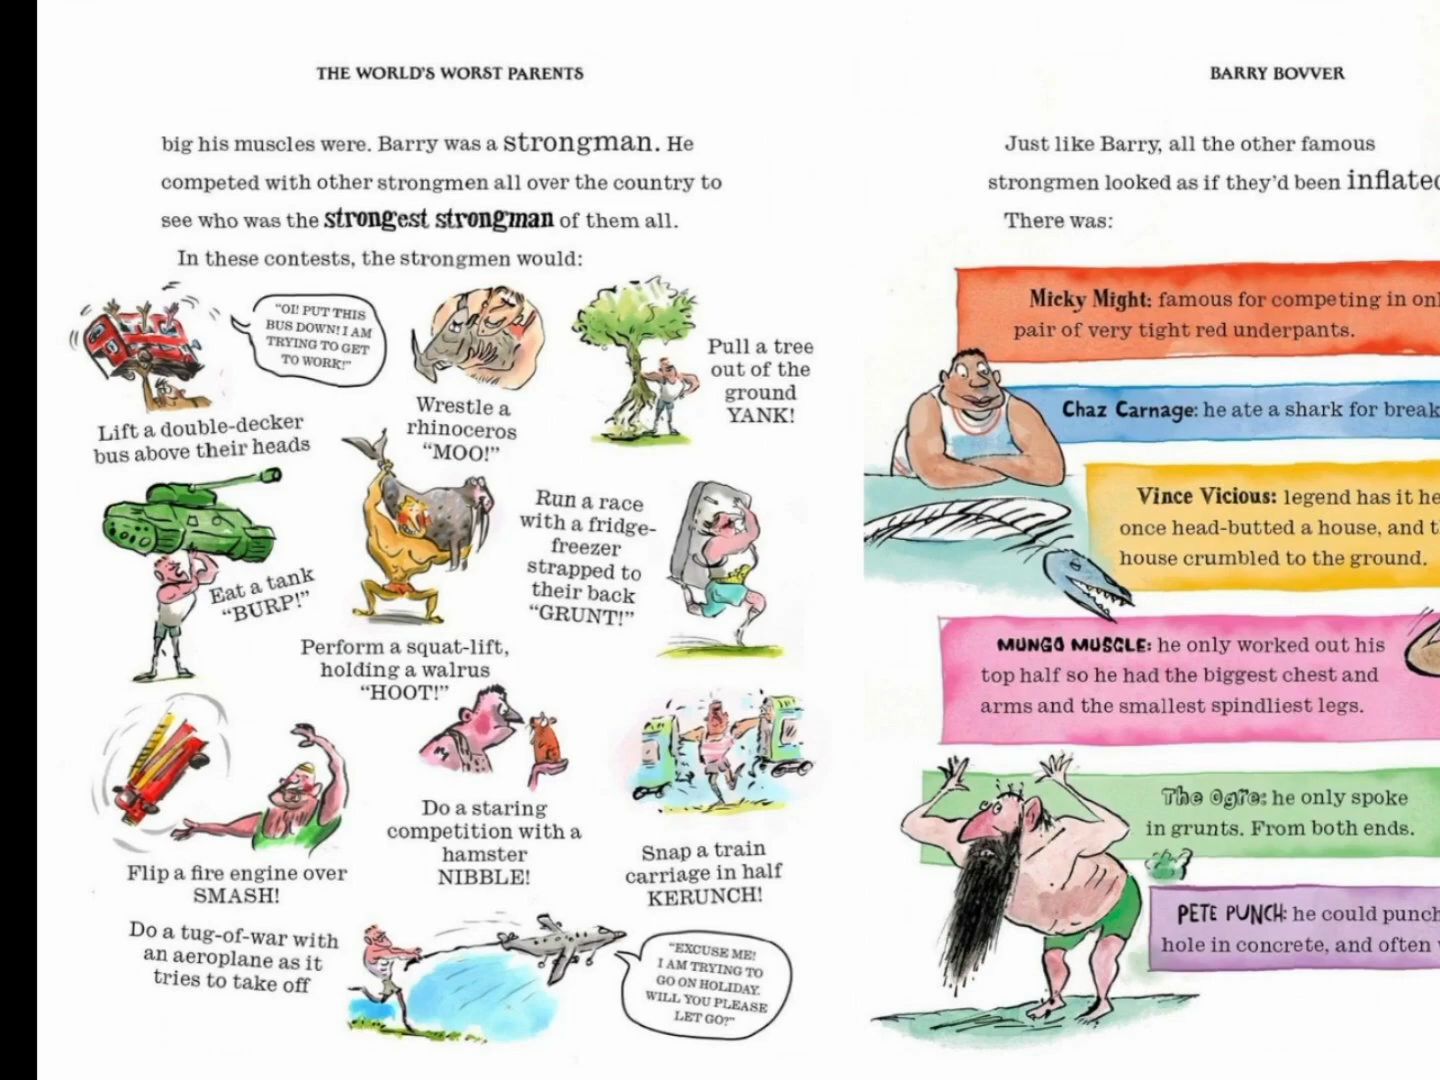 THE WORLD'S WORST PARENTS
big his muscles were. Barry was a strongman. He
competed with other strongmen all over the country to
see who was the strongest strongman of them all.
In these contests, the strongmen would:
"OI! PUT THIS
BUS DOWN! I AM
TRYING TO GET
TO WORK!"
Lift a double-decker
bus above their heads
Wrestle a
rhinoceros
"MOO!"
Pull a tree
out of the
ground
YANK!
Eat a tank
"BURP!"
Perform a squat-lift,
holding a walrus
"HOOT!"
Run a race
with a fridge-
freezer
strapped to
their back
"GRUNT!"
Flip a fire engine over
SMASH!
Do a staring
competition with a
hamster
NIBBLE!
Snap a train
carriage in half
KERUNCH!
Do a tug-of-war with
an aeroplane as it
tries to take off
"EXCUSE ME!
I AM TRYING TO
GO ON HOLIDAY.
WILL YOU PLEASE
LET GO?"
BARRY BOVVER
Just like Barry, all the other famous
strongmen looked as if they'd been
There was:
Micky Might: famous for competing in
pair of very tight red underpants.
Chaz Carnage: he ate a shark for
Vince Vicious: legend has it he
once head-butted a house, and
house crumbled to the ground.
MUNGO MUSCLE: he only worked out his
top half so he had the biggest chest and
arms and the smallest spindliest legs.
The Ogre: he only spoke
in grunts. From both ends.
PETE PUNCH: he could punch
hole in concrete, and often